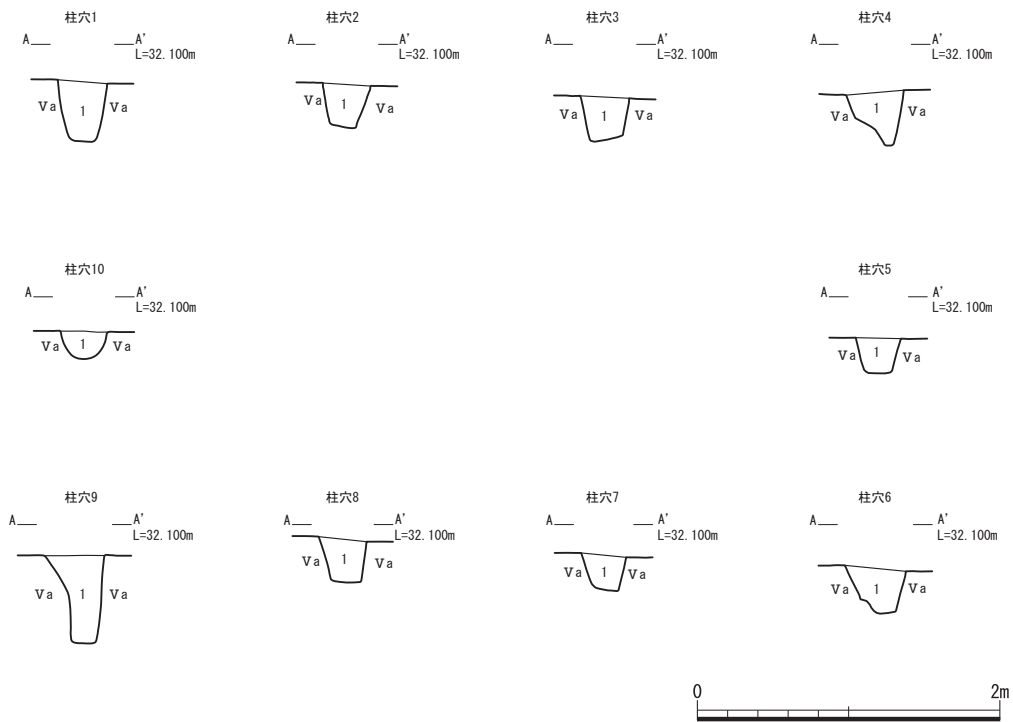 柱穴1
A A'
L=32.100m
Ⅴa 1 Ⅴa
柱穴2
A A'
L=32.100m
Ⅴa 1 Ⅴa
柱穴3
A A'
L=32.100m
Ⅴa 1 Ⅴa
柱穴4
A A'
L=32.100m
Ⅴa 1 Ⅴa
柱穴10
A A'
L=32.100m
Ⅴa 1 Ⅴa
柱穴5
A A'
L=32.100m
Ⅴa 1 Ⅴa
柱穴9
A A'
L=32.100m
Ⅴa 1 Ⅴa
柱穴8
A A'
L=32.100m
Ⅴa 1 Ⅴa
柱穴7
A A'
L=32.100m
Ⅴa 1 Ⅴa
柱穴6
A A'
L=32.100m
Ⅴa 1 Ⅴa
0 2m